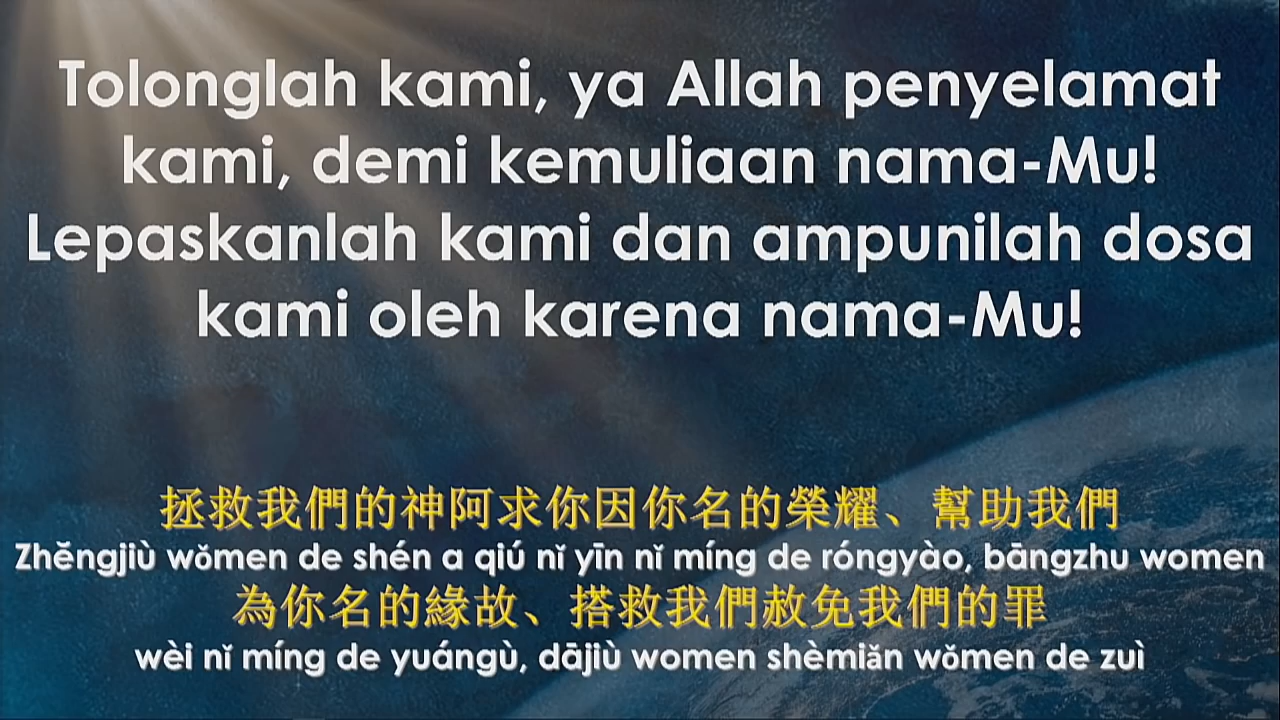 Tolonglah kami, ya Allah penyelamat
kami, demi kemuliaan nama-Mu!
Lepaskanlah kami dan ampunilah dosa
kami oleh karena nama-Mu!
拯救我們的神阿求你因你名的榮耀、幫助我們
Zhěngjiù wǒmen de shén a qiú nǐ yīn nǐ míng de róngyào, bāngzhu women
為你名的緣故、搭救我們赦免我們的罪
wèi nǐ míng de yuángù, dājiù women shèmiǎn wǒmen de zuì